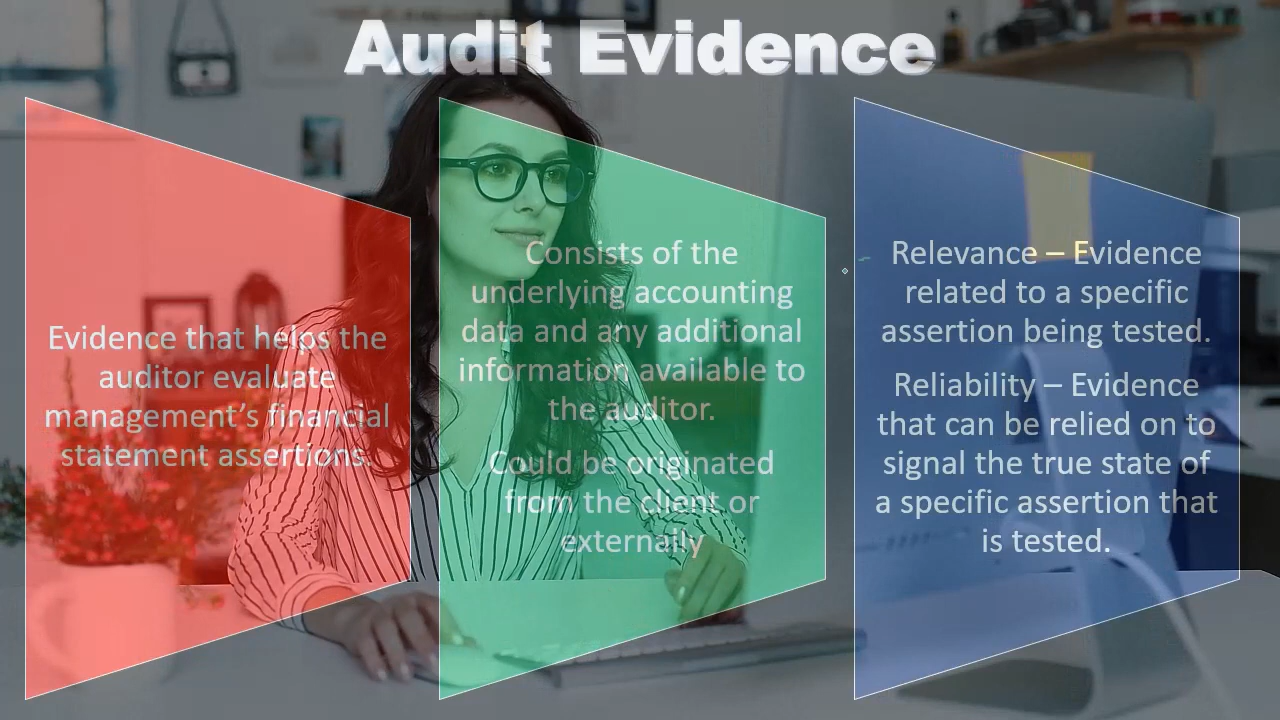 Audit Evidence
Evidence that helps the
auditor evaluate
management’s financial
statement assertions.
Consists of the
underlying accounting
data and any additional
information available to
the auditor.
Could be originated
from the client or
externally
Relevance – Evidence
related to a specific
assertion being tested.
Reliability – Evidence
that can be relied on to
signal the true state of
a specific assertion that
is tested.